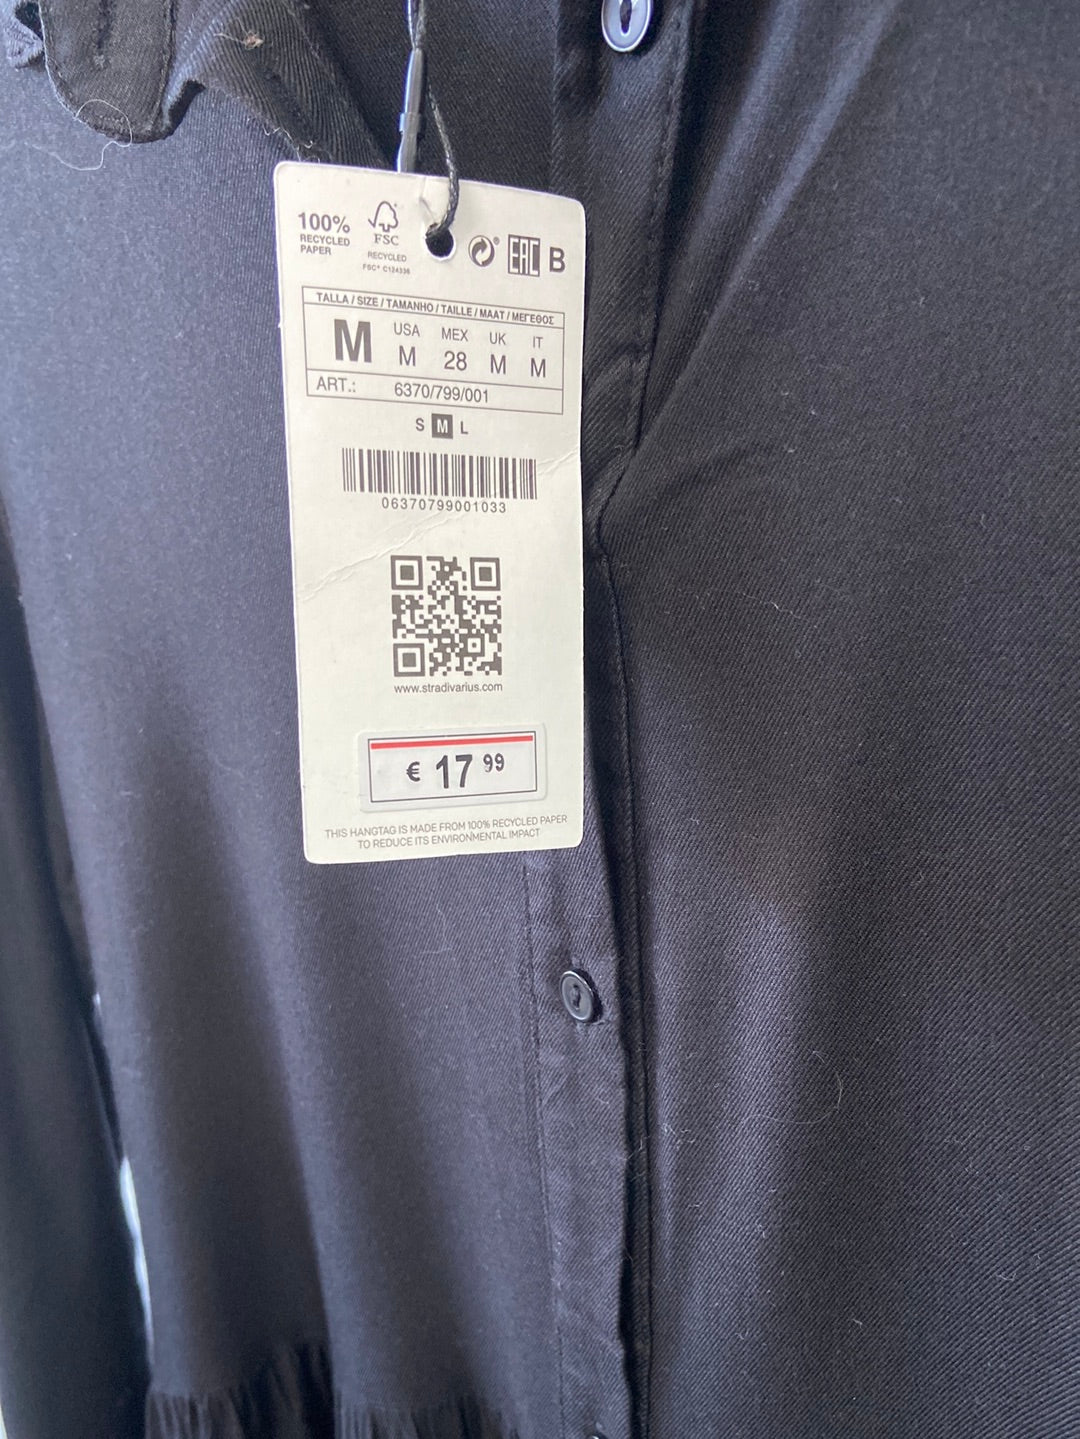 100%
RECYCLED
PAPER
FSC
RECYCLED
FSC® C124336
EAC B
TALLA / SIZE / TAMANHO / TAILLE / MAAT / ΜΕΓΕΘΟΣ
M
USA MEX UK IT
M 28 M M
ART.: 6370/799/001
S M L
06370799001033
www.stradivarius.com
€ 17 99
THIS HANGTAG IS MADE FROM 100% RECYCLED PAPER
TO REDUCE ITS ENVIRONMENTAL IMPACT